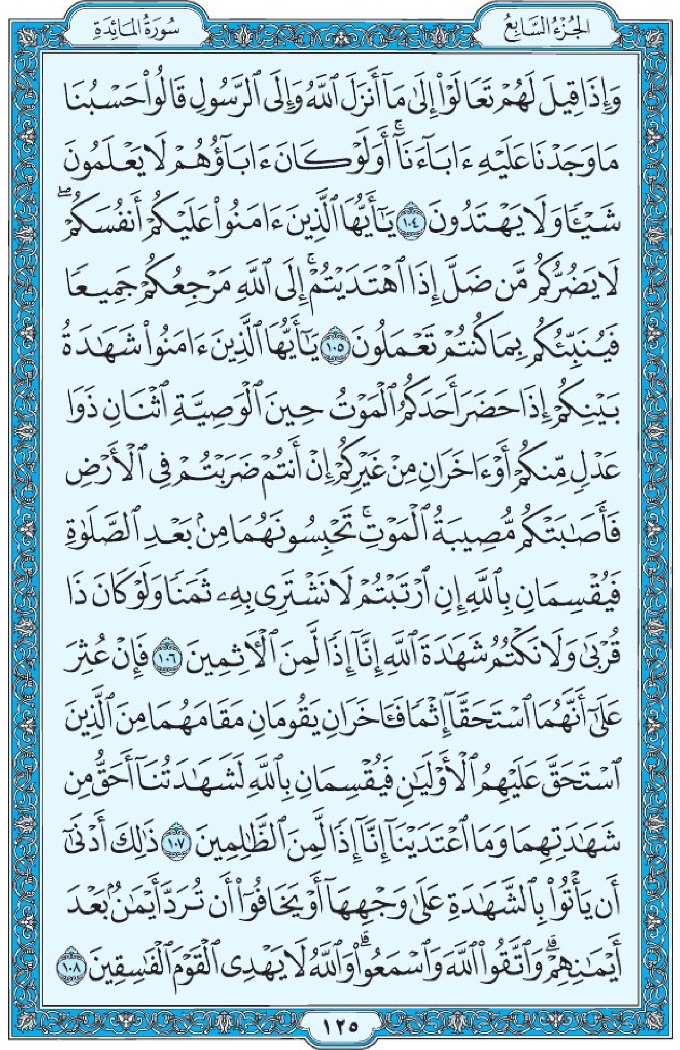 الجُزْءُ السَّابِعُ
سُورَةُ المَائِدَةِ
وَإِذَا قِيلَ لَهُمْ تَعَالَوْا۟ إِلَىٰ مَآ أَنزَلَ ٱللَّهُ وَإِلَى ٱلرَّسُولِ قَالُوا۟ حَسْبُنَا
مَا وَجَدْنَا عَلَيْهِ ءَابَآءَنَآۚ أَوَلَوْ كَانَ ءَابَآؤُهُمْ لَا يَعْلَمُونَ
شَيْـًٔا وَلَا يَهْتَدُونَ ١٠٤ يَـٰٓأَيُّهَا ٱلَّذِينَ ءَامَنُوا۟ عَلَيْكُمْ أَنفُسَكُمْۖ
لَا يَضُرُّكُم مَّن ضَلَّ إِذَا ٱهْتَدَيْتُمْۚ إِلَى ٱللَّهِ مَرْجِعُكُمْ جَمِيعًا
فَيُنَبِّئُكُم بِمَا كُنتُمْ تَعْمَلُونَ ١٠٥ يَـٰٓأَيُّهَا ٱلَّذِينَ ءَامَنُوا۟ شَهَـٰدَةُ
بَيْنِكُمْ إِذَا حَضَرَ أَحَدَكُمُ ٱلْمَوْتُ حِينَ ٱلْوَصِيَّةِ ٱثْنَانِ ذَوَا
عَدْلٍ مِّنكُمْ أَوْ ءَاخَرَانِ مِنْ غَيْرِكُمْ إِنْ أَنتُمْ ضَرَبْتُمْ فِى ٱلْأَرْضِ
فَأَصَـٰبَتْكُم مُّصِيبَةُ ٱلْمَوْتِۚ تَحْبِسُونَهُمَا مِنۢ بَعْدِ ٱلصَّلَوٰةِ
فَيُقْسِمَانِ بِٱللَّهِ إِنِ ٱرْتَبْتُمْ لَا نَشْتَرِى بِهِۦ ثَمَنًا وَلَوْ كَانَ ذَا
قُرْبَىٰ وَلَا نَكْتُمُ شَهَـٰدَةَ ٱللَّهِ إِنَّآ إِذًا لَّمِنَ ٱلْـَٔاثِمِينَ ١٠٦ فَإِنْ عُثِرَ
عَلَىٰٓ أَنَّهُمَا ٱسْتَحَقَّآ إِثْمًا فَـَٔاخَرَانِ يَقُومَانِ مَقَامَهُمَا مِنَ ٱلَّذِينَ
ٱسْتَحَقَّ عَلَيْهِمُ ٱلْأَوْلَيَـٰنِ فَيُقْسِمَانِ بِٱللَّهِ لَشَهَـٰدَتُنَآ أَحَقُّ مِن
شَهَـٰدَتِهِمَا وَمَا ٱعْتَدَيْنَآ إِنَّآ إِذًا لَّمِنَ ٱلظَّـٰلِمِينَ ١٠٧ ذَٰلِكَ أَدْنَىٰٓ
أَن يَأْتُوا۟ بِٱلشَّهَـٰدَةِ عَلَىٰ وَجْهِهَآ أَوْ يَخَافُوٓا۟ أَن تُرَدَّ أَيْمَـٰنٌۢ بَعْدَ
أَيْمَـٰنِهِمْۗ وَٱتَّقُوا۟ ٱللَّهَ وَٱسْمَعُوا۟ۗ وَٱللَّهُ لَا يَهْدِى ٱلْقَوْمَ ٱلْفَـٰسِقِينَ ١٠٨
١٢٥